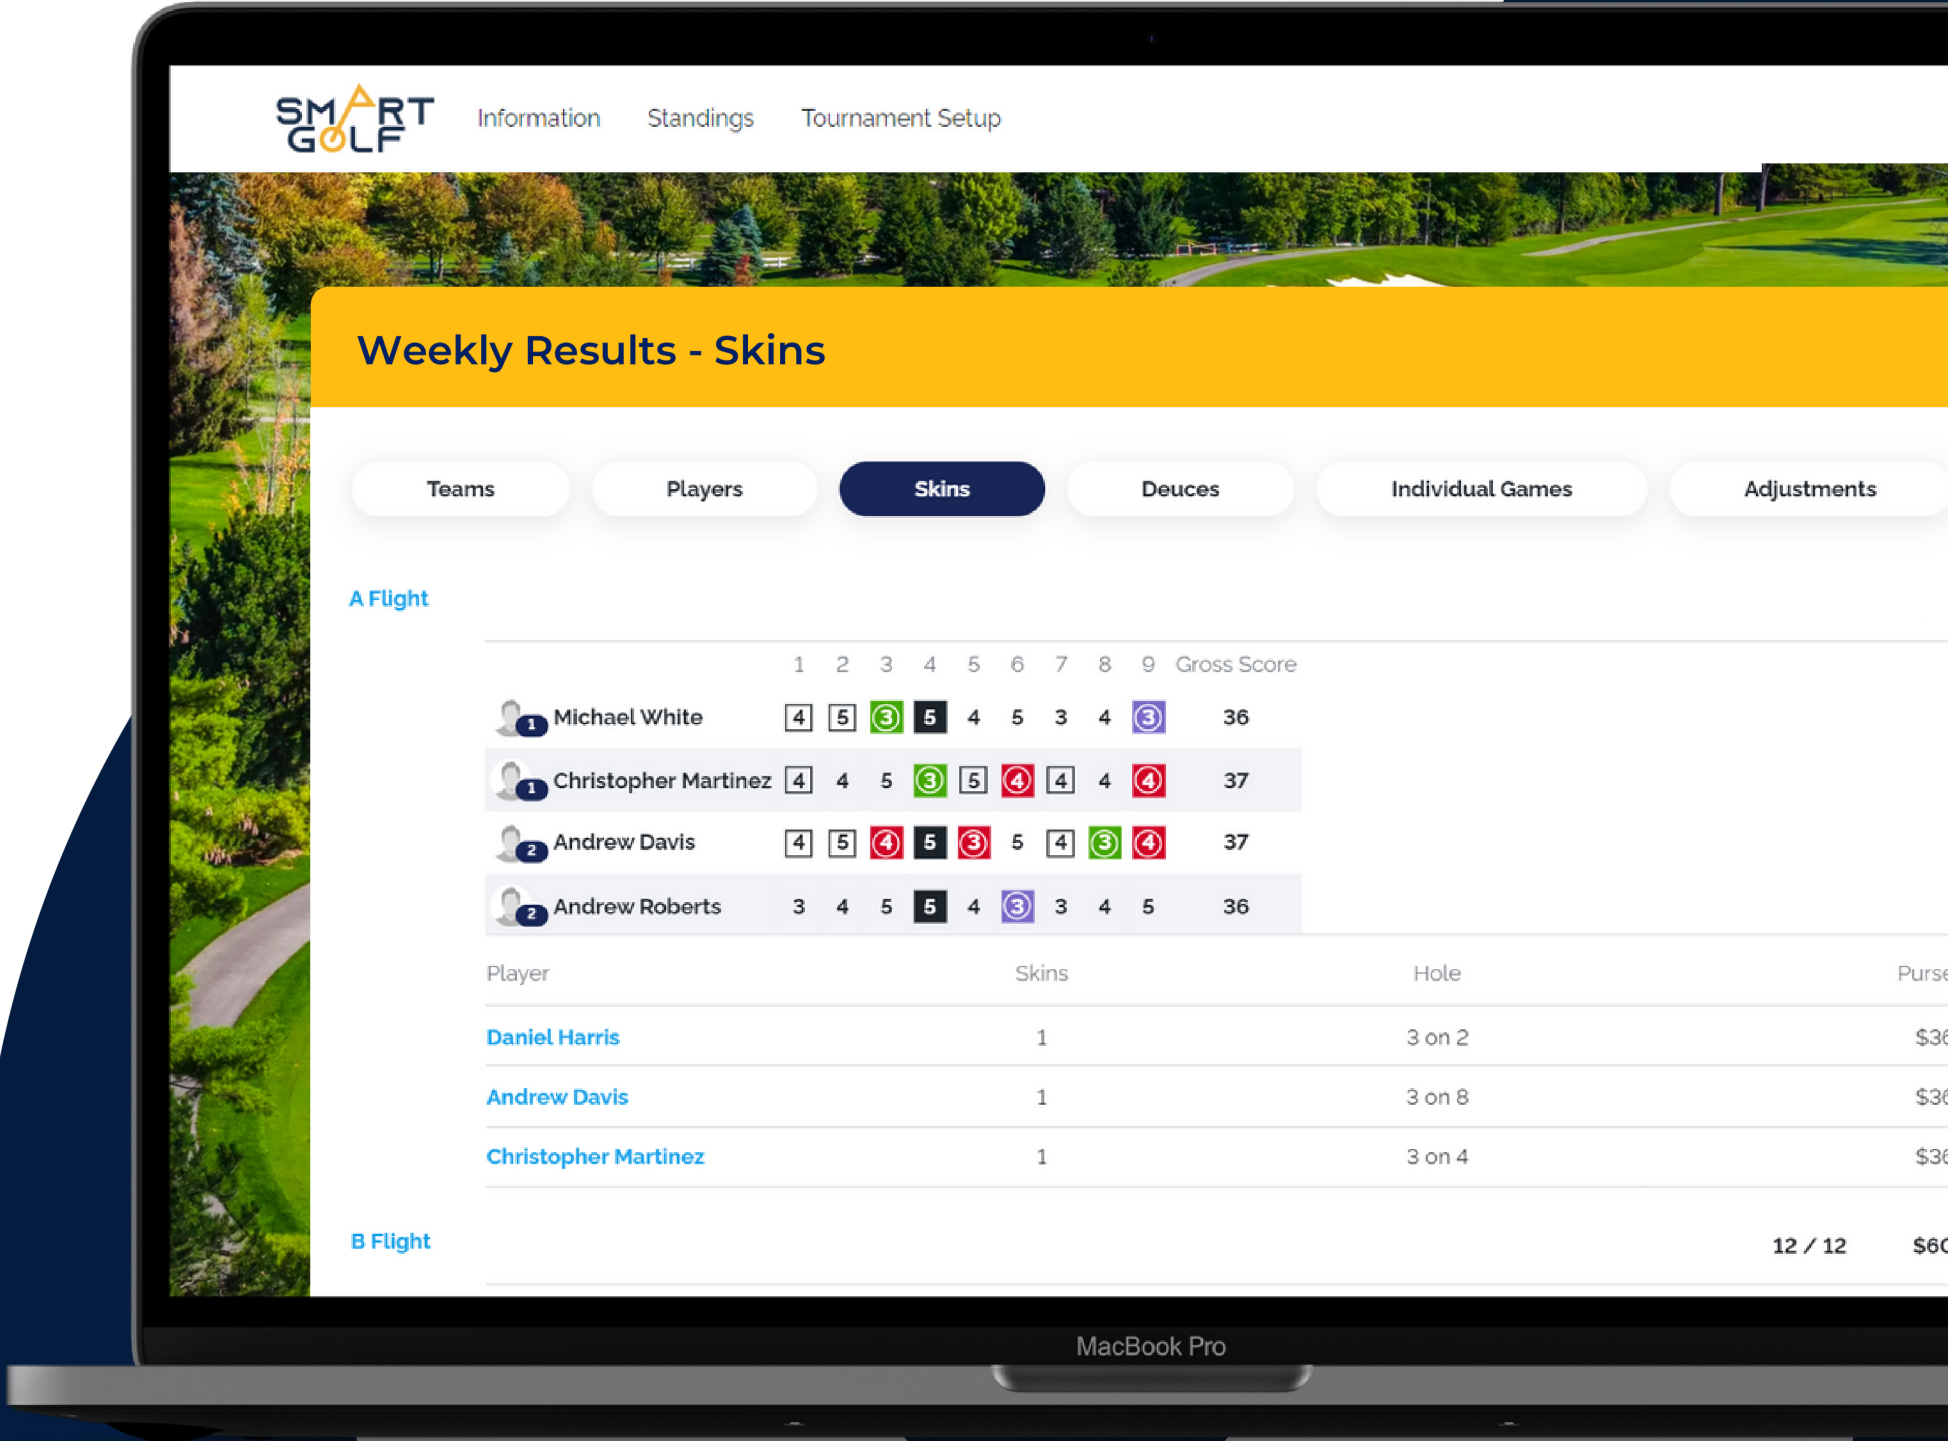 SMART GOLF
Information Standings Tournament Setup
Weekly Results - Skins
Teams Players Skins Deuces Individual Games Adjustments
A Flight
1 2 3 4 5 6 7 8 9 Gross Score
1 Michael White 4 5 3 5 4 5 3 4 3 36
1 Christopher Martinez 4 4 5 3 5 4 4 4 4 37
2 Andrew Davis 4 5 4 5 3 5 4 3 4 37
2 Andrew Roberts 3 4 5 5 4 3 3 4 5 36
Player Skins Hole Purse
Daniel Harris 1 3 on 2 $36
Andrew Davis 1 3 on 8 $36
Christopher Martinez 1 3 on 4 $36
B Flight 12 / 12 $60
MacBook Pro